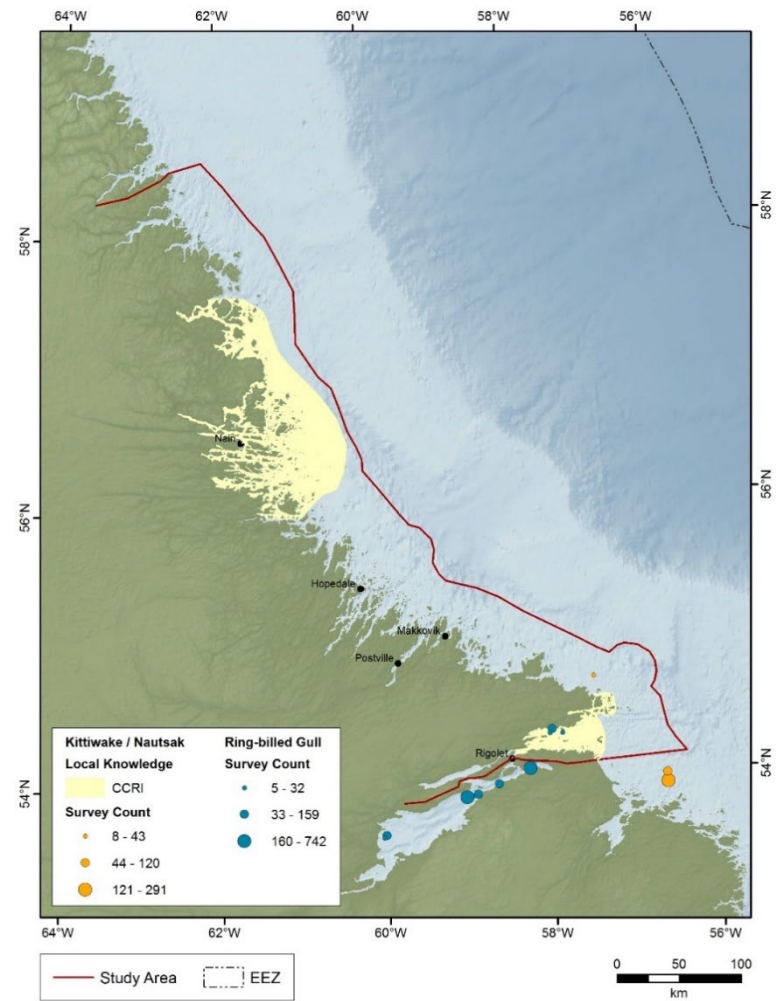 64°W 62°W 60°W 58°W 56°W
58°N
58°N
56°N
56°N
54°N
54°N
Nain
Hopedale
Makkovik
Postville
Rigolet
Kittiwake / Nautsak
Local Knowledge
CCRI
Survey Count
8 - 43
44 - 120
121 - 291
Ring-billed Gull
Survey Count
5 - 32
33 - 159
160 - 742
64°W 62°W 60°W 58°W 56°W
Study Area EEZ
0 50 100
km